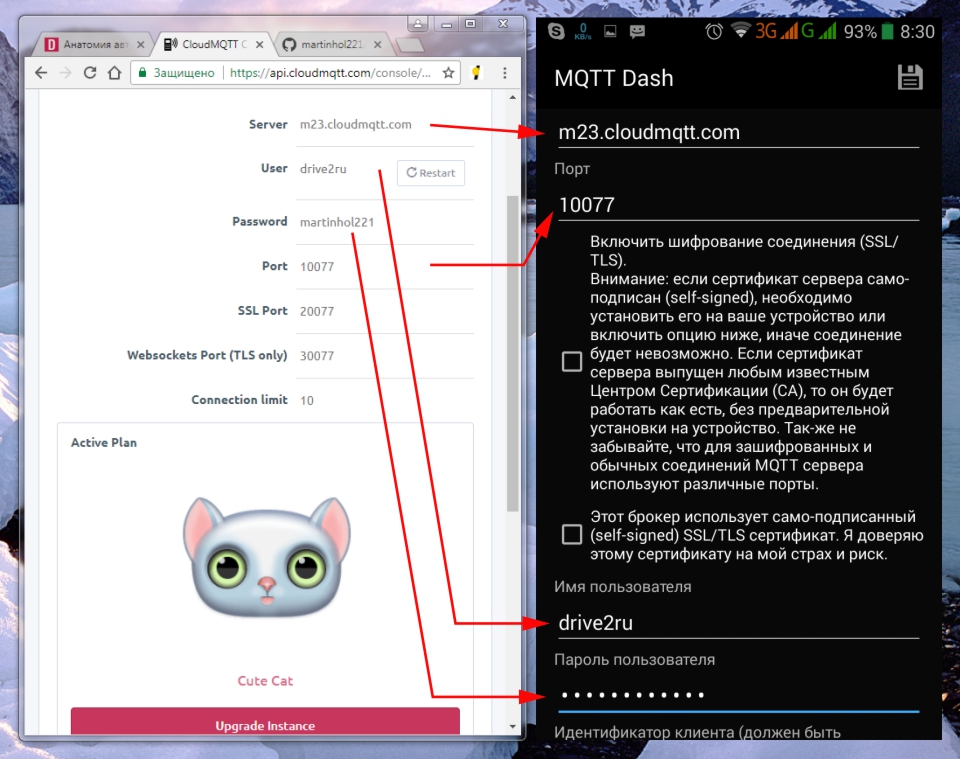 Анатомия авт
CloudMQTT C
martinhol221
Защищено
https://api.cloudmqtt.com/console/...
Server m23.cloudmqtt.com
User drive2ru
Restart
Password martinhol221
Port 10077
SSL Port 20077
Websockets Port (TLS only) 30077
Connection limit 10
Active Plan
Cute Cat
Upgrade Instance
0
KB/s
3G
G
93%
8:30
MQTT Dash
m23.cloudmqtt.com
Порт
10077
Включить шифрование соединения (SSL/
TLS).
Внимание: если сертификат сервера само-
подписан (self-signed), необходимо
установить его на ваше устройство или
включить опцию ниже, иначе соединение
будет невозможно. Если сертификат
сервера выпущен любым известным
Центром Сертификации (CA), то он будет
работать как есть, без предварительной
установки на устройство. Так-же не
забывайте, что для зашифрованных и
обычных соединений MQTT сервера
используют различные порты.
Этот брокер использует само-подписанный
(self-signed) SSL/TLS сертификат. Я доверяю
этому сертификату на мой страх и риск.
Имя пользователя
drive2ru
Пароль пользователя
••••••••••••
Идентификатор клиента (должен быть